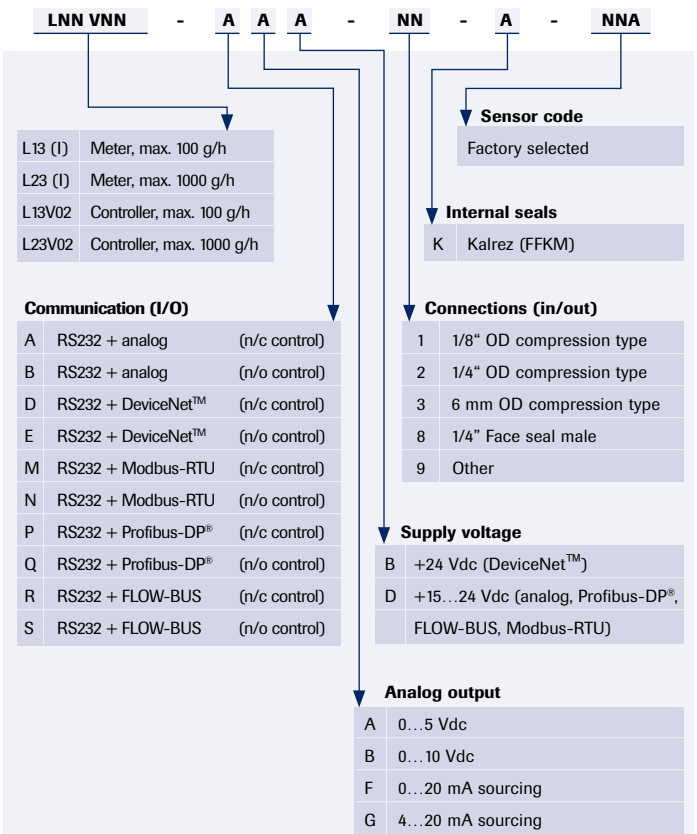 LNN VNN - A A A - NN - A - NNA
L13 (I) Meter, max. 100 g/h
L23 (I) Meter, max. 1000 g/h
L13V02 Controller, max. 100 g/h
L23V02 Controller, max. 1000 g/h
Sensor code
Factory selected
Internal seals
K Kalrez (FFKM)
Communication (I/O)
A RS232 + analog (n/c control)
B RS232 + analog (n/o control)
D RS232 + DeviceNet™ (n/c control)
E RS232 + DeviceNet™ (n/o control)
M RS232 + Modbus-RTU (n/c control)
N RS232 + Modbus-RTU (n/o control)
P RS232 + Profibus-DP® (n/c control)
Q RS232 + Profibus-DP® (n/o control)
R RS232 + FLOW-BUS (n/c control)
S RS232 + FLOW-BUS (n/o control)
Connections (in/out)
1 1/8“ OD compression type
2 1/4“ OD compression type
3 6 mm OD compression type
8 1/4” Face seal male
9 Other
Supply voltage
B +24 Vdc (DeviceNet™)
D +15…24 Vdc (analog, Profibus-DP®,
FLOW-BUS, Modbus-RTU)
Analog output
A 0…5 Vdc
B 0…10 Vdc
F 0…20 mA sourcing
G 4…20 mA sourcing